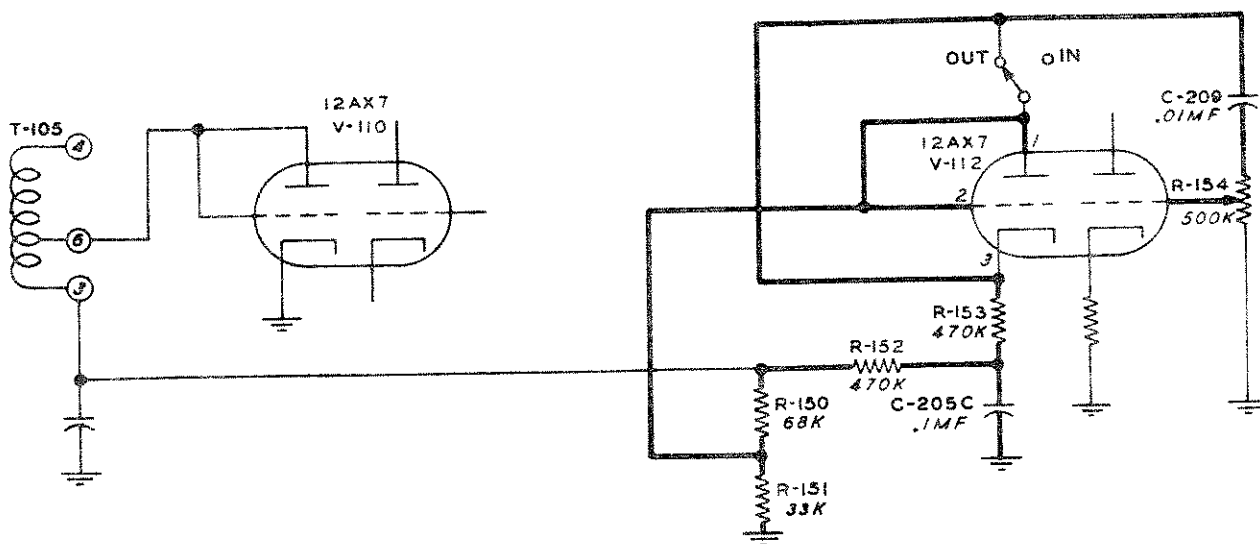 T-105
4
6
3
12AX7
V-110
OUT
IN
12AX7
V-112
1
2
3
C-209
.01MF
R-154
500K
R-153
470K
R-152
470K
R-150
68K
C-205C
.1MF
R-151
33K